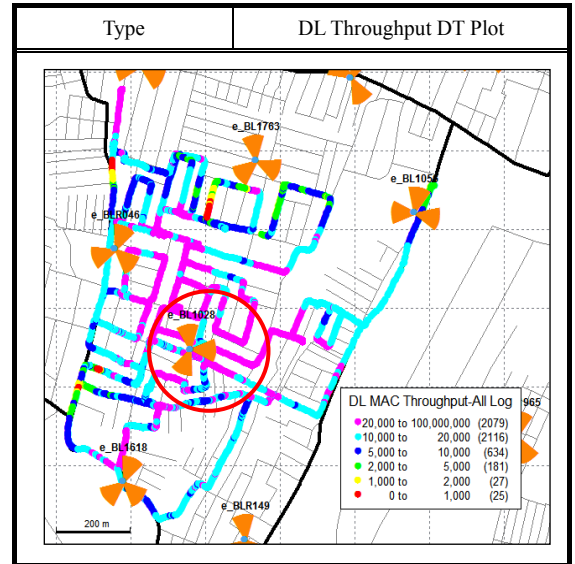 Type DL Throughput DT Plot
e_BL1763
e_BL1055
e_BLR046
e_BL1028
DL MAC Throughput-All Log
965
20,000 to 100,000,000 (2079)
10,000 to 20,000 (2116)
5,000 to 10,000 (634)
2,000 to 5,000 (181)
1,000 to 2,000 (27)
0 to 1,000 (25)
e_BL1618
e_BLR149
200 m